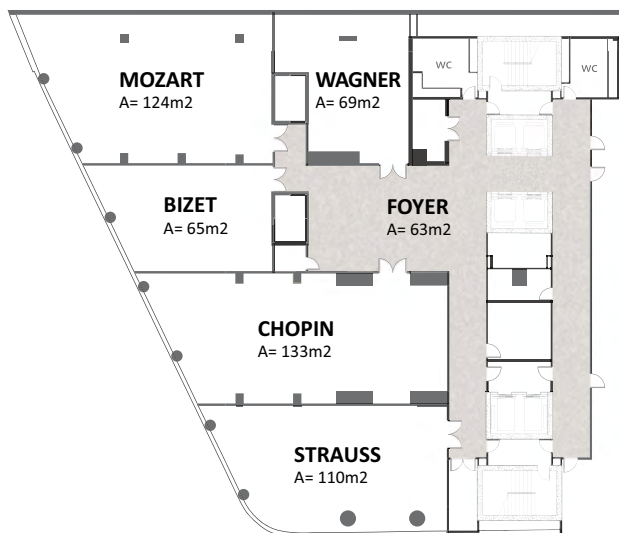 MOZART
A= 124m2
WAGNER
A= 69m2
WC
WC
BIZET
A= 65m2
FOYER
A= 63m2
CHOPIN
A= 133m2
STRAUSS
A= 110m2